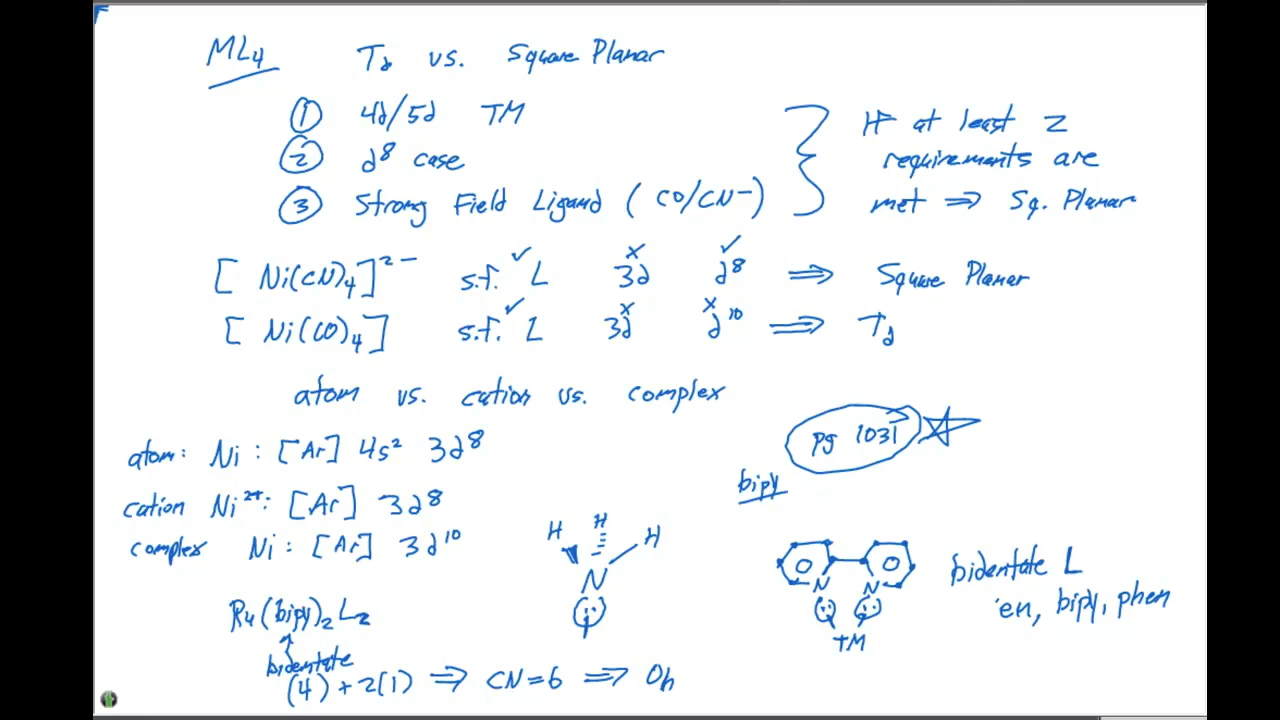 ML4 Td vs. Square Planar
① 4d/5d TM
② d8 case
③ Strong Field Ligand (CO/CN-)
If at least 2
requirements are
met ⇒ Sq. Planar
[Ni(CN)4]2- s.f. L ✓ 3d x d8 ✓ ⇒ Square Planar
[Ni(CO)4] s.f. L ✓ 3d x d10 x ⇒ Td
atom vs. cation vs. complex
pg 1031
atom: Ni: [Ar] 4s2 3d8
cation Ni2+: [Ar] 3d8
complex Ni: [Ar] 3d10
H H H
N
bipy
N N
TM
bidentate L
en, bipy, phen
Ru(bipy)2L2
bidentate
(4) + 2(1) ⇒ CN=6 ⇒ Oh